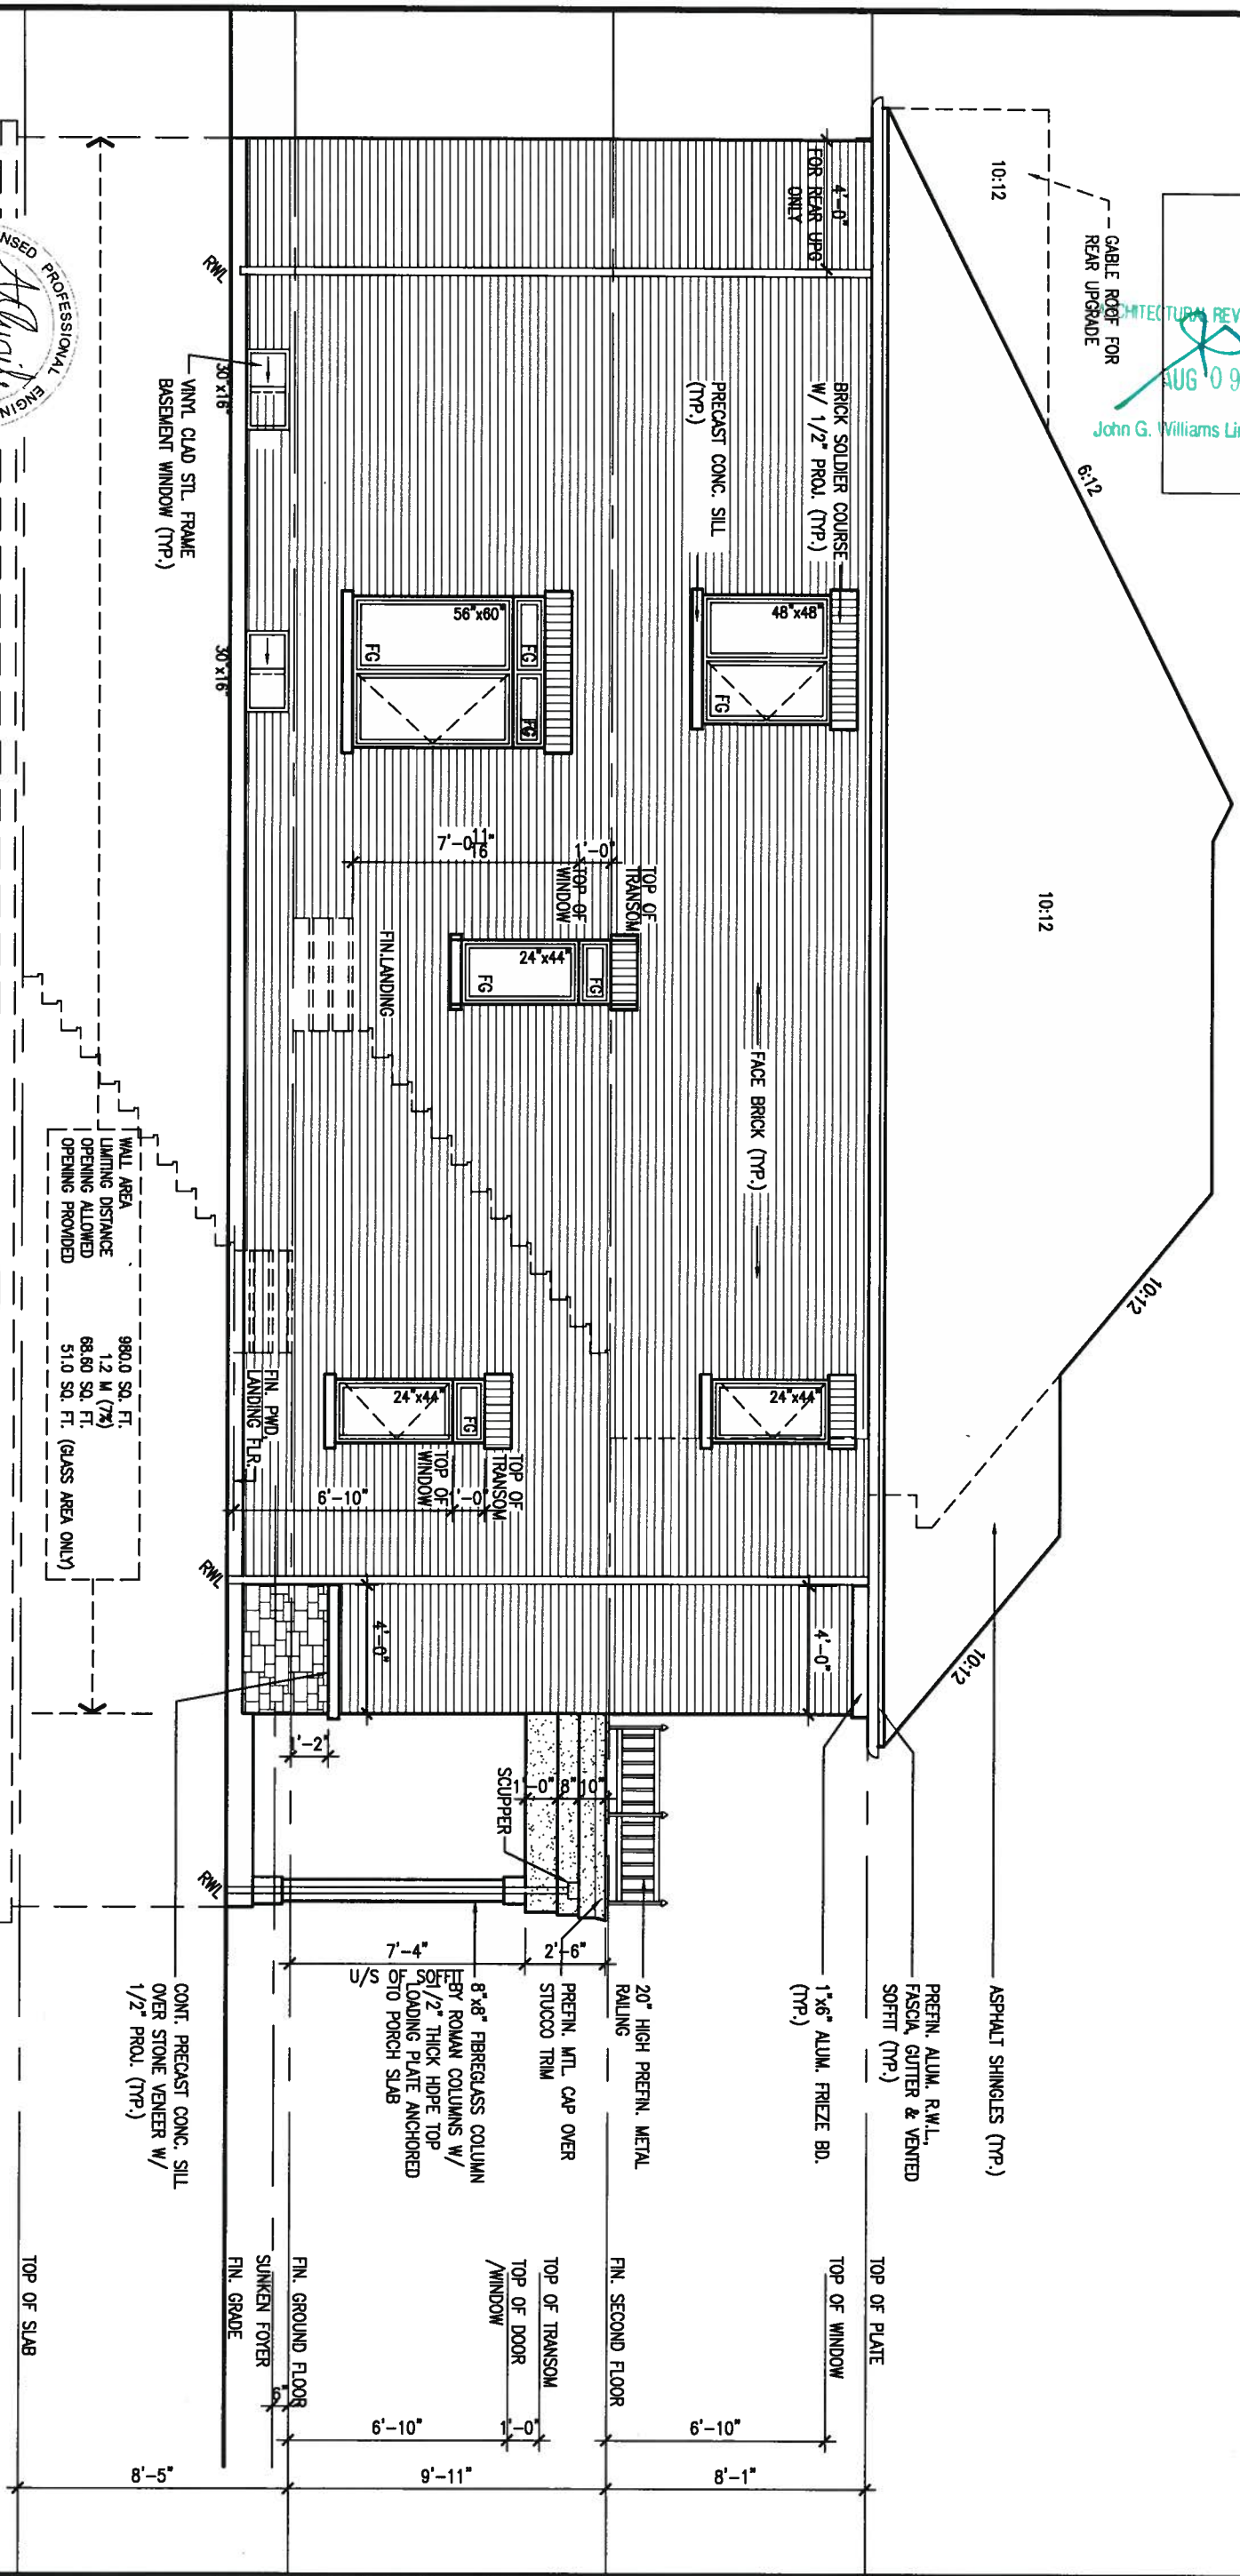 10:12
GABLE ROOF FOR
REAR UPGRADE
AUG 09
John G. Williams
6:12
10:12
10:12
10:12
4'-0"
FOR REAR UPG
ONLY
BRICK SOLDIER COURSE
W/ 1/2" PROJ. (TYP.)
PRECAST CONC. SILL
(TYP.)
48"x48"
FG
FACE BRICK (TYP.)
24"x44"
4'-0"
56"x60"
FG
FG
FG
1'-0"
7'-0 11/16"
TOP OF
TRANSOM
TOP OF
WINDOW
24"x44"
FG
FG
FIN.LANDING
24"x44"
FG
TOP OF
TRANSOM
TOP OF
WINDOW
1'-0"
6'-10"
4'-0"
FIN. PWD
LANDING FLR.
RWL
30"x16"
30"x16"
RWL
RWL
VINYL CLAD STL. FRAME
BASEMENT WINDOW (TYP.)
PROFESSIONAL
WALL AREA 980.0 SQ. FT.
LIMITING DISTANCE 1.2 M (7%)
OPENING ALLOWED 68.60 SQ. FT.
OPENING PROVIDED 51.0 SQ. FT. (GLASS AREA ONLY)
1'-2"
1'-0"
8"
10"
SCUPPER
7'-4"
U/S OF SOFFIT
2'-6"
ASPHALT SHINGLES (TYP.)
PREFIN. ALUM. R.W.L.,
FASCIA, GUTTER & VENTED
SOFFIT (TYP.)
1"x6" ALUM. FRIEZE BD.
(TYP.)
20" HIGH PREFIN. METAL
RAILING
PREFIN. MTL. CAP OVER
STUCCO TRIM
8"x8" FIBREGLASS COLUMN
BY ROMAN COLUMNS W/
1/2" THICK HDPE TOP
LOADING PLATE ANCHORED
TO PORCH SLAB
CONT. PRECAST CONC. SILL
OVER STONE VENEER W/
1/2" PROJ. (TYP.)
TOP OF PLATE
TOP OF WINDOW
FIN. SECOND FLOOR
TOP OF TRANSOM
TOP OF DOOR
/WINDOW
FIN. GROUND FLOOR
SUNKEN FOYER
FIN. GRADE
TOP OF SLAB
6"
6'-10"
1'-0"
6'-10"
8'-5"
9'-11"
8'-1"